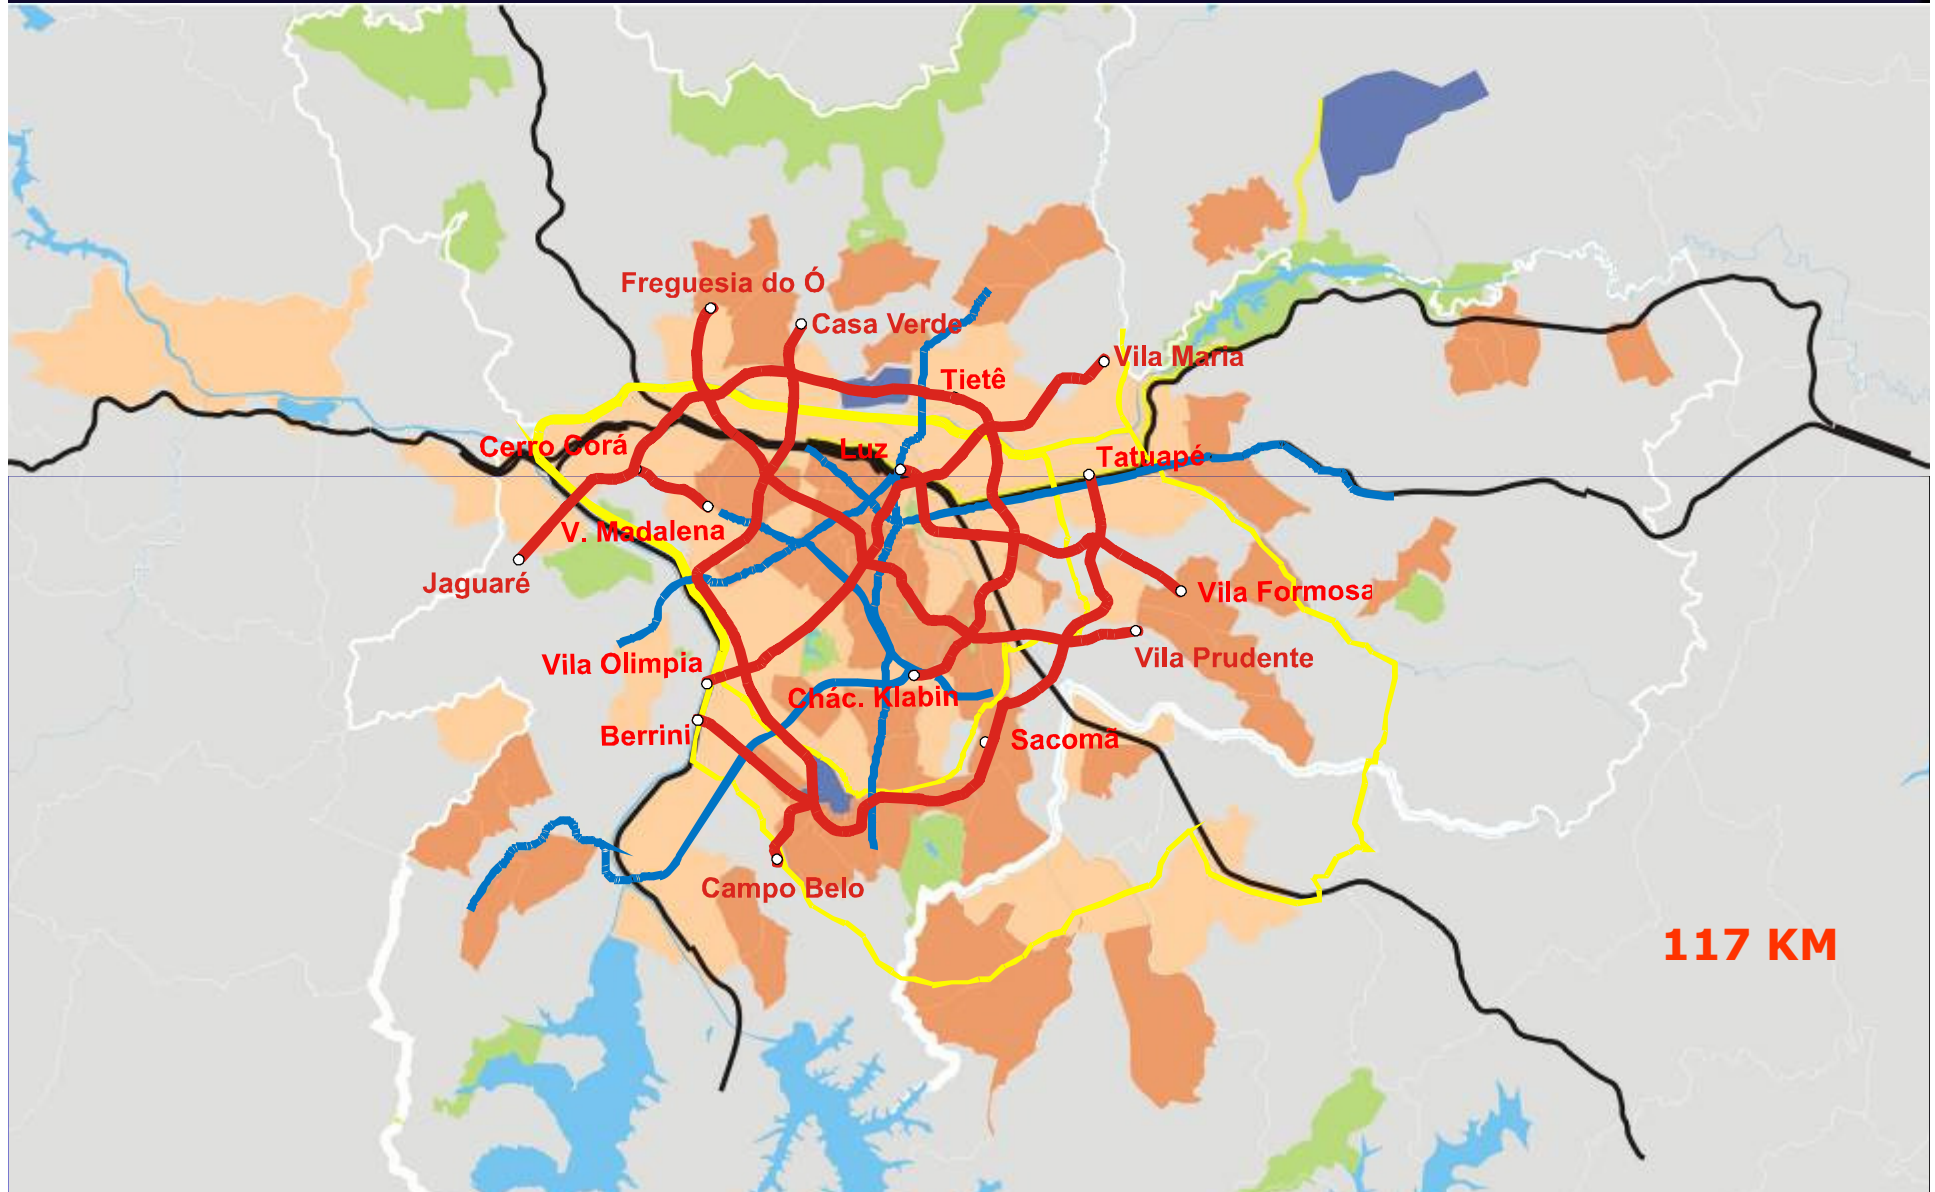 Freguesia do Ó
Casa Verde
Vila Maria
Tietê
Cerro Corá
Luz
Tatuapé
V. Madalena
Jaguaré
Vila Formosa
Vila Olimpia
Vila Prudente
Chác. Klabin
Berrini
Sacomã
Campo Belo
117 KM